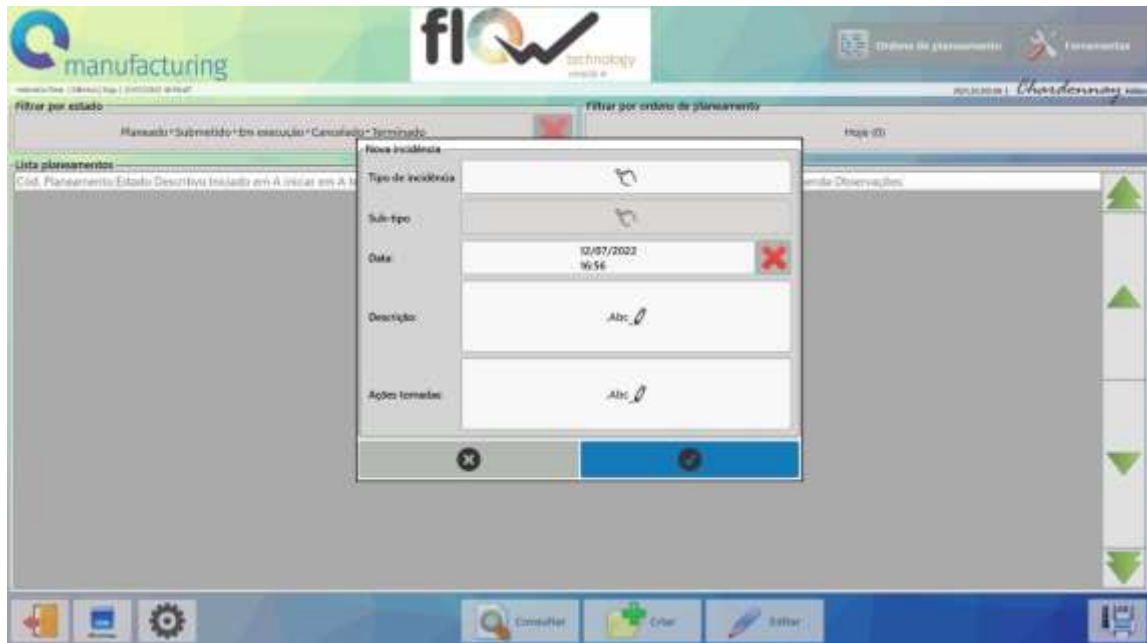 manufacturing
flow
technology
Ordens de planeamento
Ferramentas
Chardonnay
Filtrar por estado
Filtrar por ordens de planeamento
Planeado*Submetido*Em execução*Cancelado*Terminado
Hoje (0)
Nova incidência
Lista planeamentos
Cód. Planeamento Estado Descritivo Iniciado em A iniciar em A
Observações
Tipo de incidência
Sub-tipo
Data:
12/07/2022
16:56
Descrição:
Abc
Ações tomadas:
Abc
Consultar
Criar
Editar